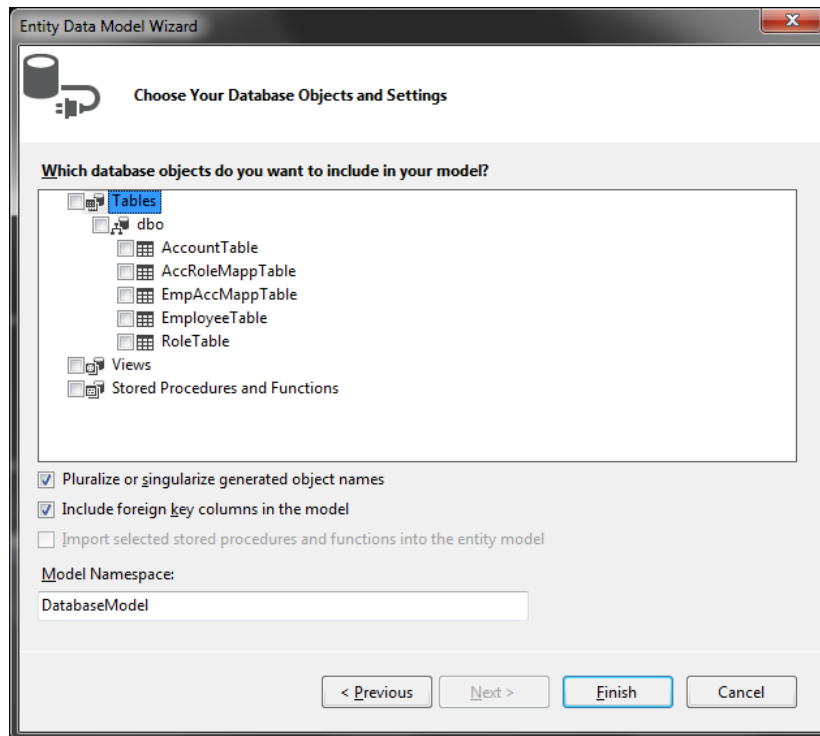 Entity Data Model Wizard
Choose Your Database Objects and Settings
Which database objects do you want to include in your model?
Tables
dbo
AccountTable
AccRoleMappTable
EmpAccMappTable
EmployeeTable
RoleTable
Views
Stored Procedures and Functions
Pluralize or singularize generated object names
Include foreign key columns in the model
Import selected stored procedures and functions into the entity model
Model Namespace:
DatabaseModel
< Previous Next > Finish Cancel